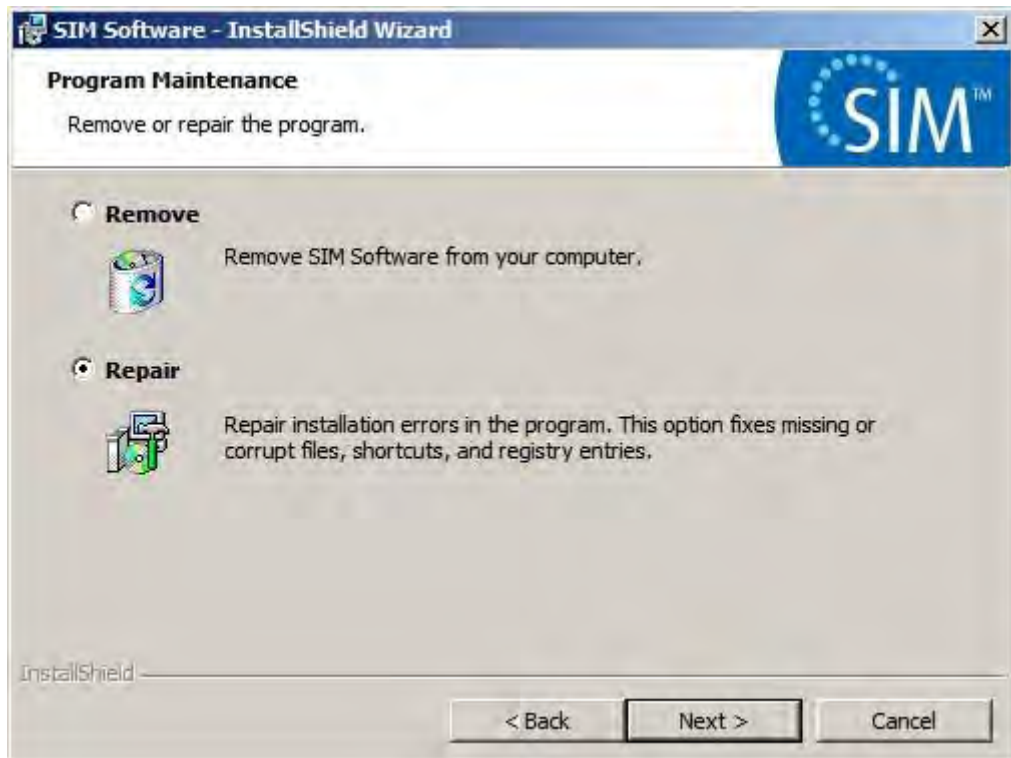 SIM Software - InstallShield Wizard
Program Maintenance
Remove or repair the program.
SIM™
Remove
Remove SIM Software from your computer.
Repair
Repair installation errors in the program. This option fixes missing or
corrupt files, shortcuts, and registry entries.
InstallShield
< Back
Next >
Cancel